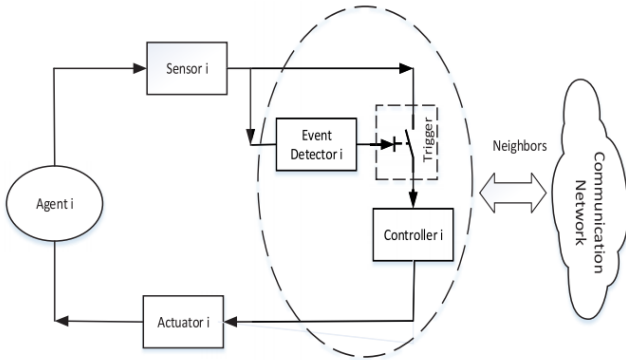 Sensor i
Event
Detector i
Trigger
Neighbors
Communication
Network
Agent i
Controller i
Actuator i